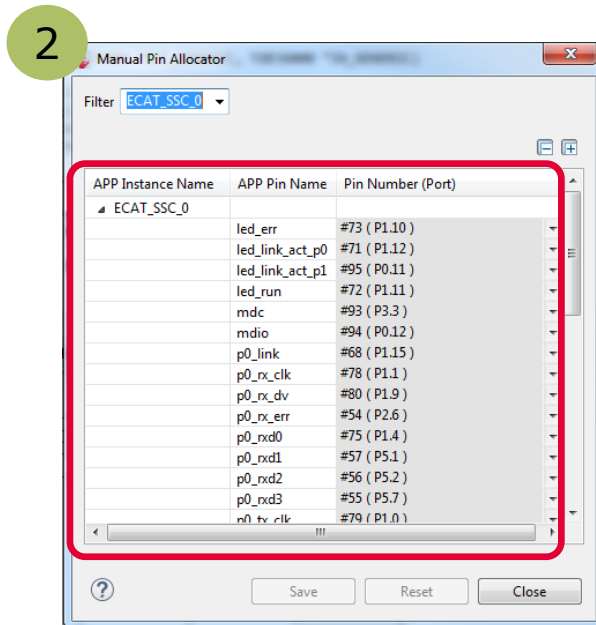 2
Manual Pin Allocator
Filter ECAT_SSC_0
APP Instance Name APP Pin Name Pin Number (Port)
ECAT_SSC_0
led_err #73 ( P1.10 )
led_link_act_p0 #71 ( P1.12 )
led_link_act_p1 #95 ( P0.11 )
led_run #72 ( P1.11 )
mdc #93 ( P3.3 )
mdio #94 ( P0.12 )
p0_link #68 ( P1.15 )
p0_rx_clk #78 ( P1.1 )
p0_rx_dv #80 ( P1.9 )
p0_rx_err #54 ( P2.6 )
p0_rxd0 #75 ( P1.4 )
p0_rxd1 #57 ( P5.1 )
p0_rxd2 #56 ( P5.2 )
p0_rxd3 #55 ( P5.7 )
p0_tx_clk #79 ( P1.0 )
? Save Reset Close